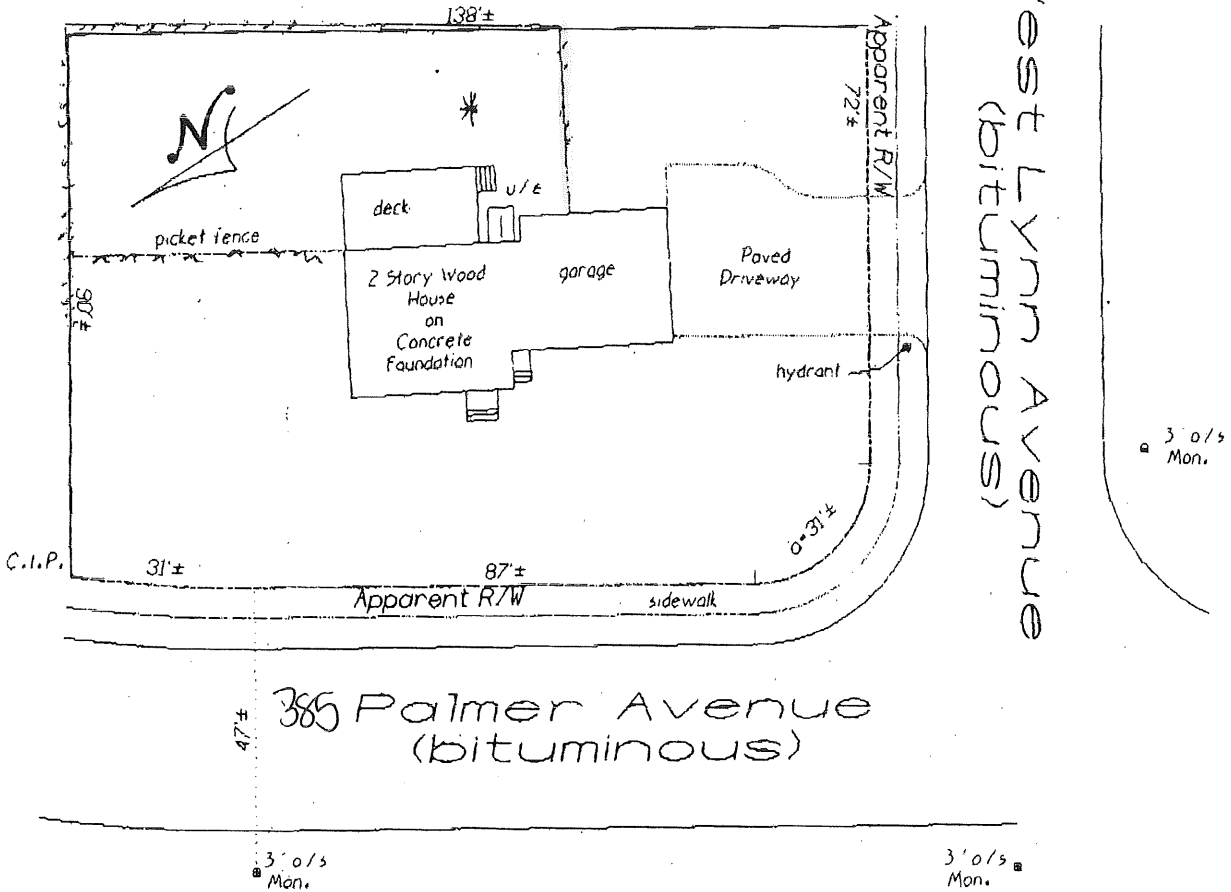 138'±
Apparent R/W
72'±
est Lynn Avenue
(bituminous)
N
deck
u/E
picket fence
90'±
2 Story Wood
House
on
Concrete
Foundation
garage
Paved
Driveway
hydrant
3' o/s
Mon.
C.I.P.
31'±
87'±
a=31'±
Apparent R/W
sidewalk
47'±
385 Palmer Avenue
(bituminous)
3' o/s
Mon.
3' o/s
Mon.